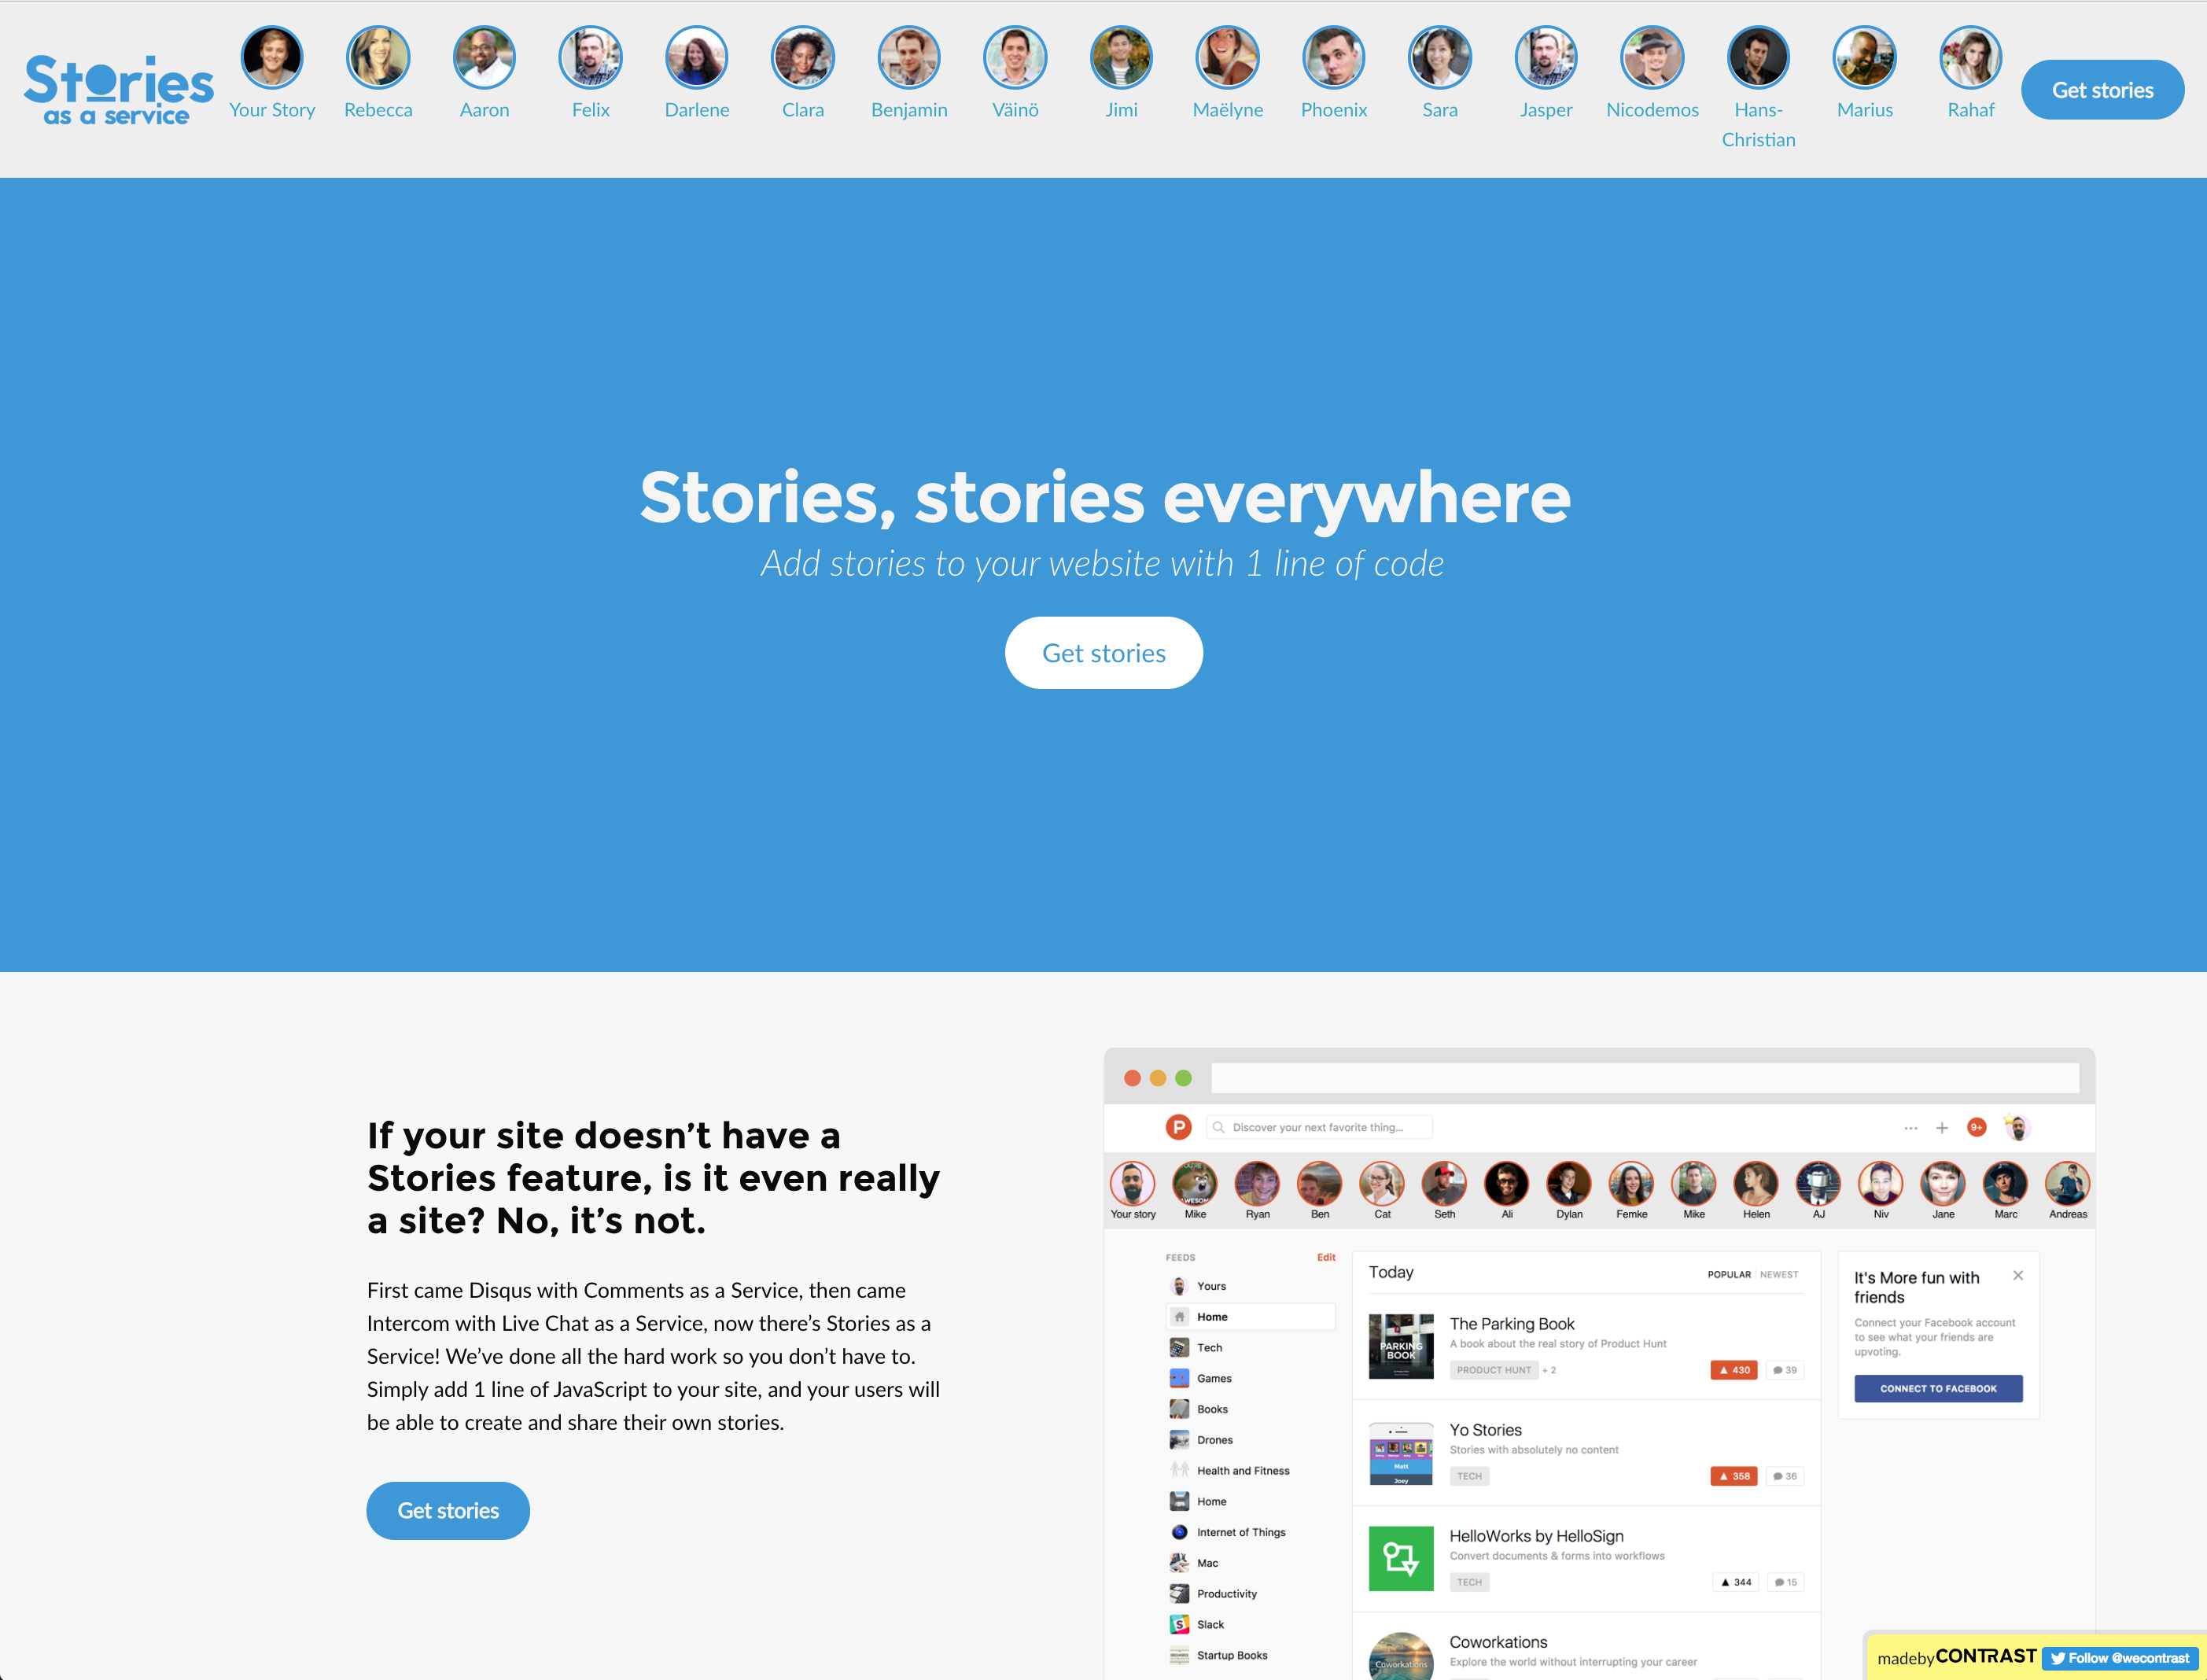 Stories
as a service
Your Story
Rebecca
Aaron
Felix
Darlene
Clara
Benjamin
Väinö
Jimi
Maëlyne
Phoenix
Sara
Jasper
Nicodemos
Hans-
Christian
Marius
Rahaf
Get stories
Stories, stories everywhere
Add stories to your website with 1 line of code
Get stories
If your site doesn’t have a
Stories feature, is it even really
a site? No, it’s not.
First came Disqus with Comments as a Service, then came
Intercom with Live Chat as a Service, now there’s Stories as a
Service! We’ve done all the hard work so you don’t have to.
Simply add 1 line of JavaScript to your site, and your users will
be able to create and share their own stories.
Get stories
P
Discover your next favorite thing...
9+
Your story
Mike
Ryan
Ben
Cat
Seth
Ali
Dylan
Femke
Mike
Helen
AJ
Niv
Jane
Marc
Andreas
FEEDS
Edit
Yours
Home
Tech
Games
Books
Drones
Health and Fitness
Home
Internet of Things
Mac
Productivity
Slack
Startup Books
Today
POPULAR
NEWEST
PARKING
BOOK
The Parking Book
A book about the real story of Product Hunt
PRODUCT HUNT + 2
430
39
Matt
Joey
Yo Stories
Stories with absolutely no content
TECH
358
36
HelloWorks by HelloSign
Convert documents & forms into workflows
TECH
344
15
Coworkations
Coworkations
Explore the world without interrupting your career
It's More fun with
friends
Connect your Facebook account
to see what your friends are
upvoting.
CONNECT TO FACEBOOK
madebyCONTRAST
Follow @wecontrast